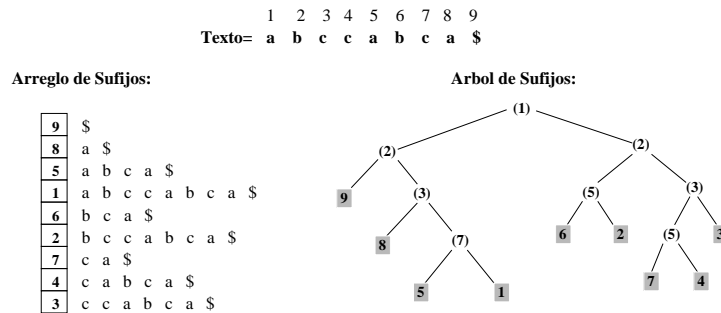 1 2 3 4 5 6 7 8 9
Texto= a b c c a b c a $
Arreglo de Sufijos:
9 $
8 a $
5 a b c a $
1 a b c c a b c a $
6 b c a $
2 b c c a b c a $
7 c a $
4 c a b c a $
3 c c a b c a $
Arbol de Sufijos:
(1)
(2) (2)
(5) (3)
9 (3)
6 2 (5) 3
8 (7)
7 4
5 1